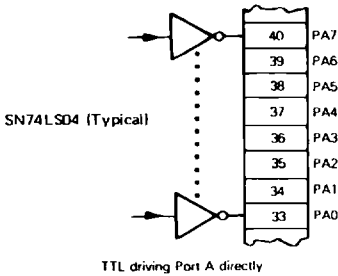 40 PA7
39 PA6
38 PA5
SN74LS04 (Typical)
37 PA4
36 PA3
35 PA2
34 PA1
33 PA0
TTL driving Port A directly